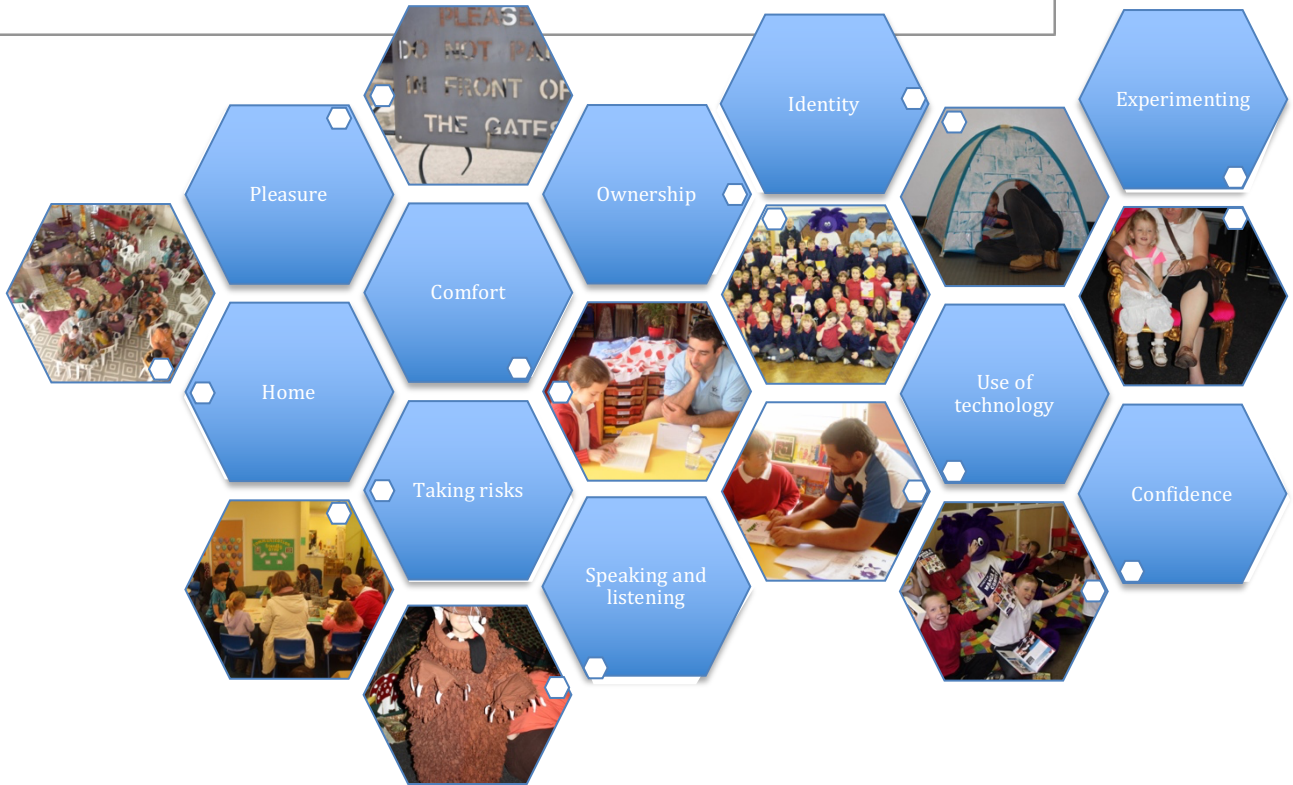 PLEASE
DO NOT
IN FRONT OF
THE GATES
Identity
Experimenting
Pleasure
Ownership
Comfort
Home
Use of
technology
Taking risks
Confidence
Speaking and
listening